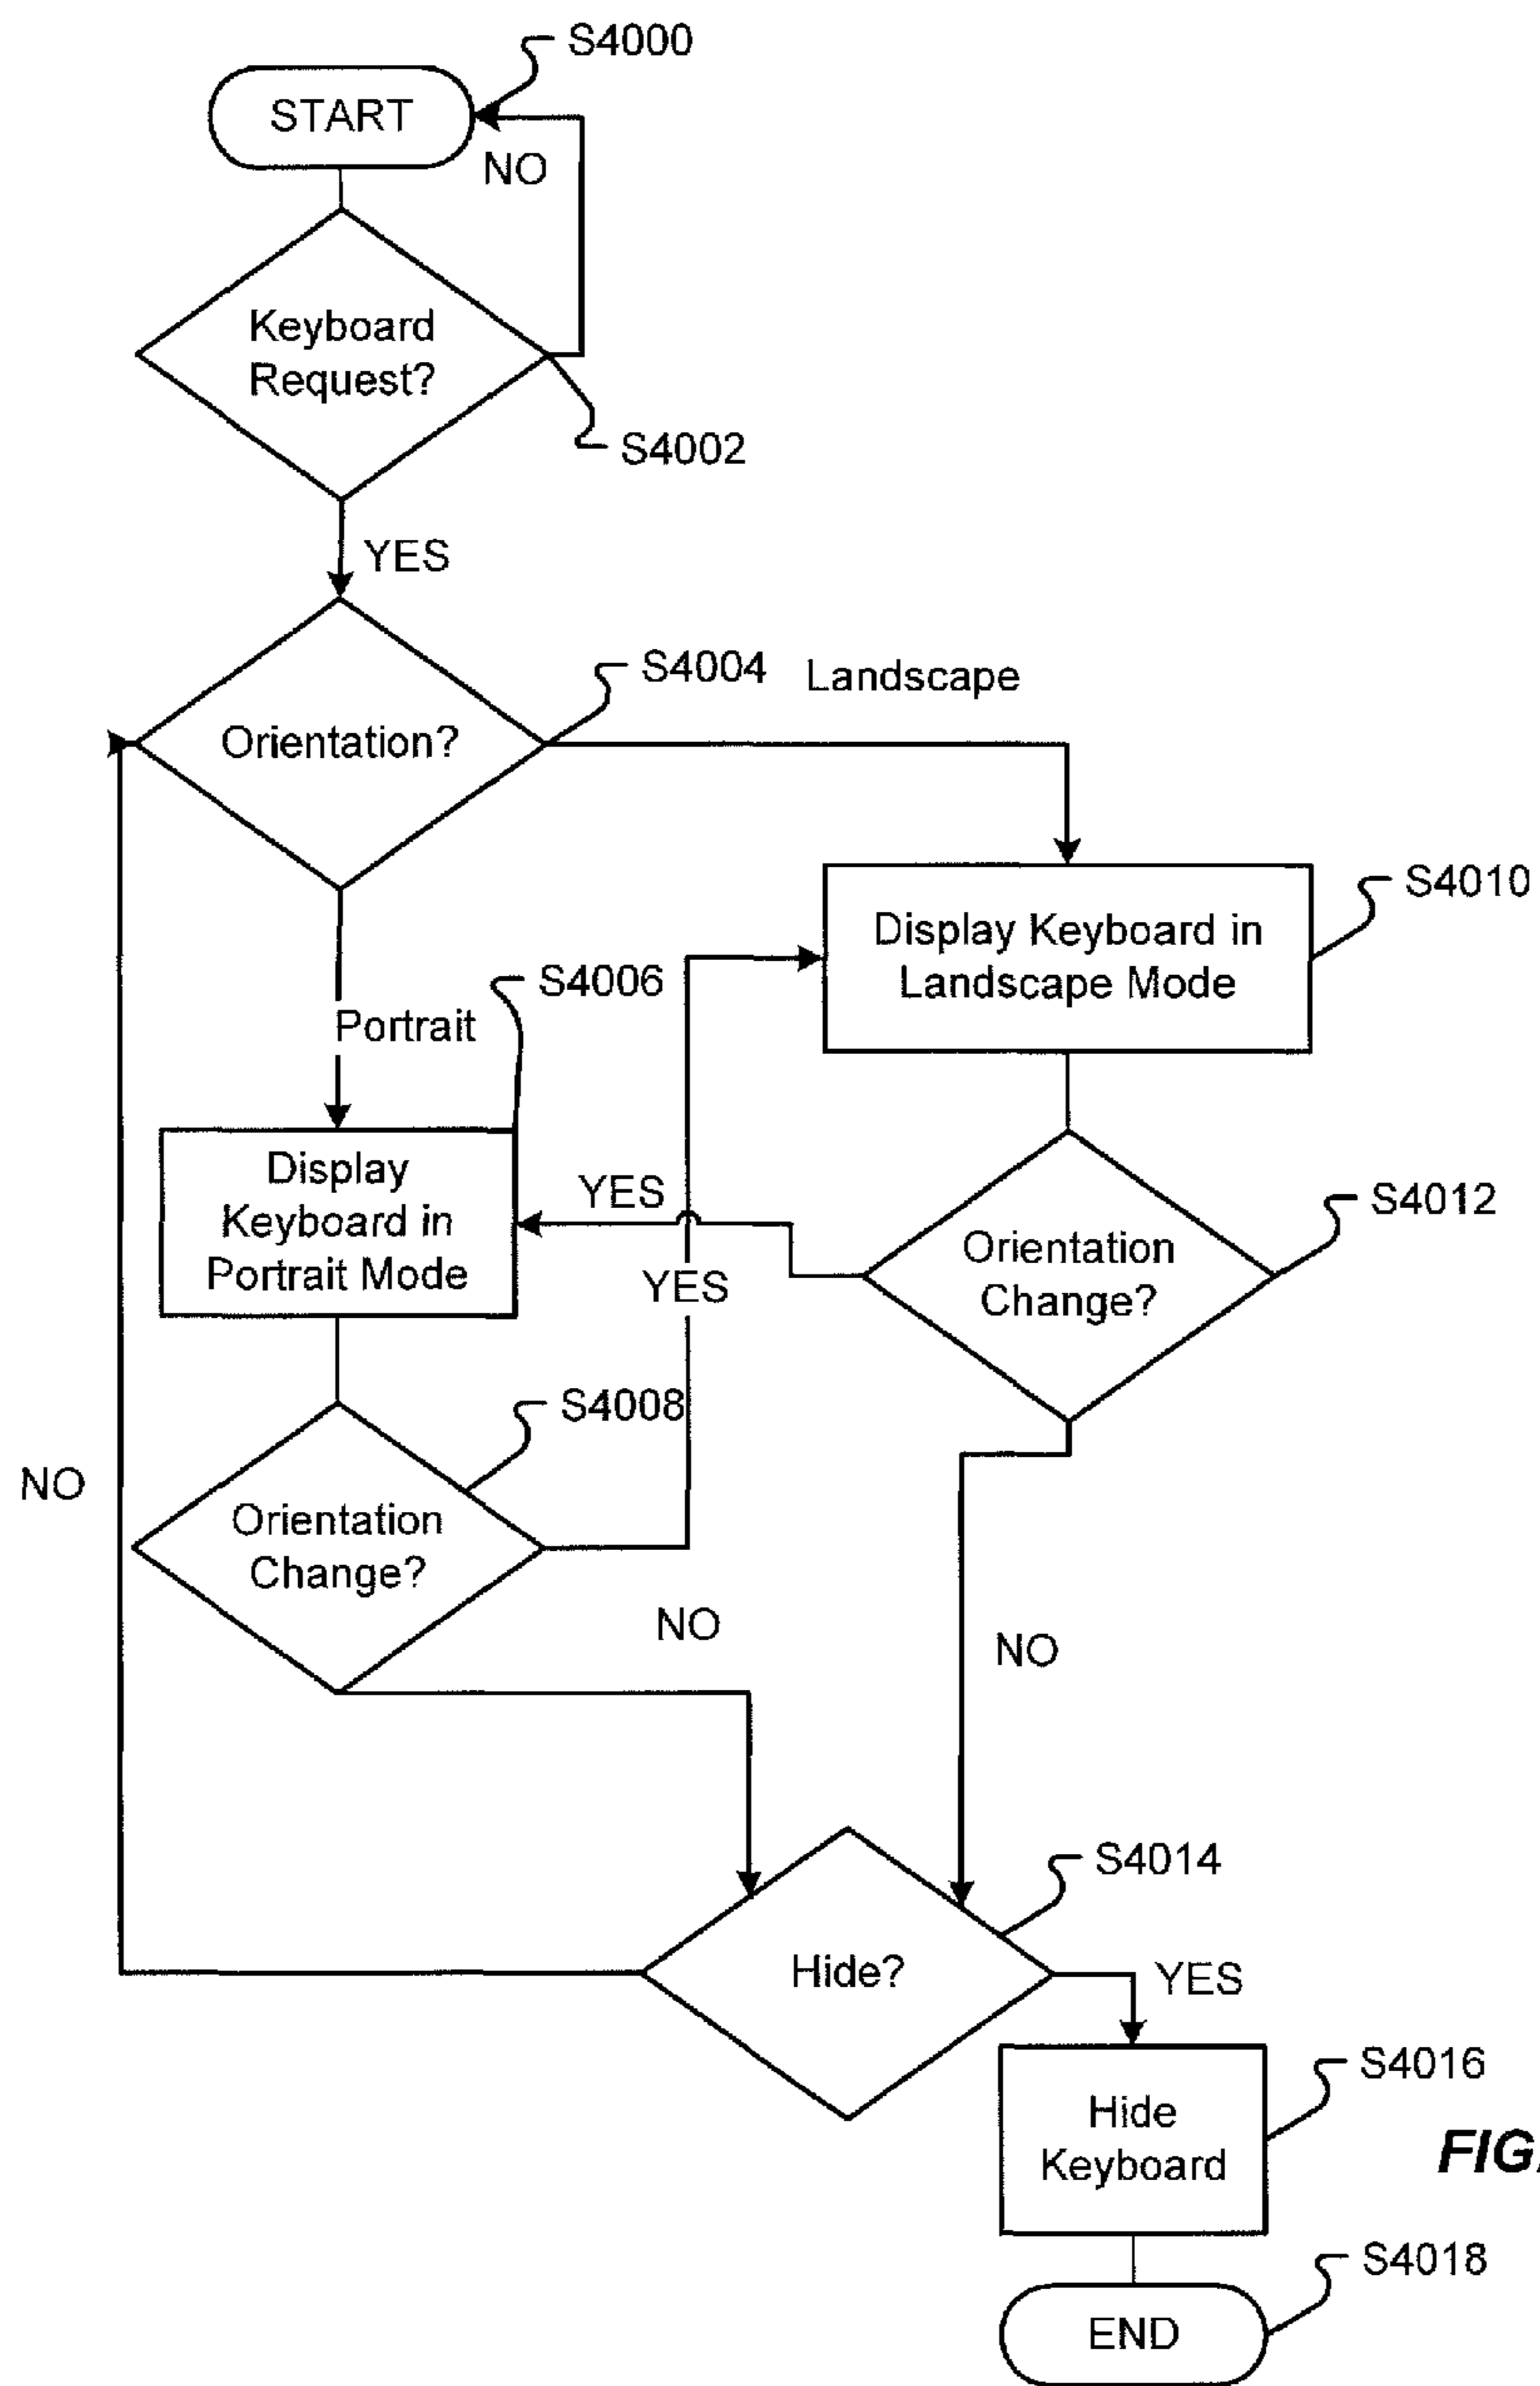 S4000
START
NO
Keyboard
Request?
S4002
YES
S4004
Landscape
Orientation?
S4010
Display Keyboard in
Landscape Mode
S4006
Portrait
Display
Keyboard in
Portrait Mode
YES
S4012
Orientation
Change?
YES
S4008
NO
Orientation
Change?
NO
NO
S4014
Hide?
YES
S4016
Hide
Keyboard
FIG.
S4018
END